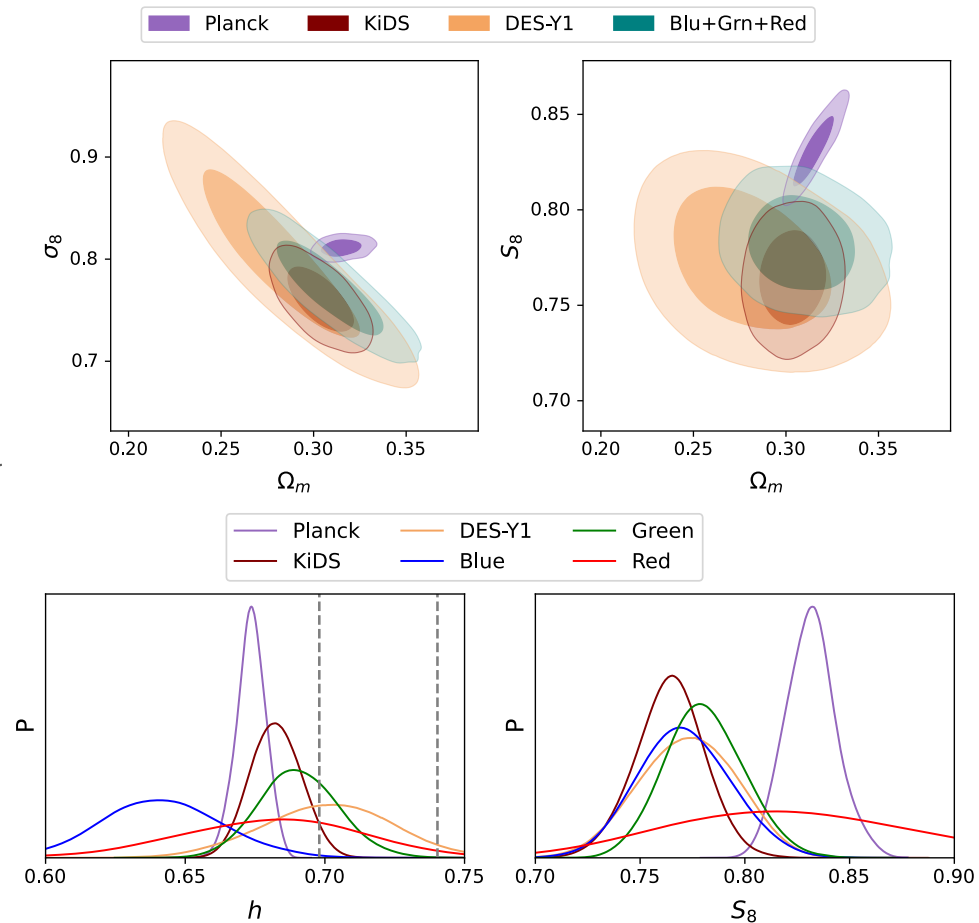 Planck KiDS DES-Y1 Blu+Grn+Red
σ8
0.9
0.8
0.7
0.20 0.25 0.30 0.35
Ωm
S8
0.85
0.80
0.75
0.70
0.20 0.25 0.30 0.35
Ωm
Planck DES-Y1 Green
KiDS Blue Red
P
0.60 0.65 0.70 0.75
h
P
0.70 0.75 0.80 0.85 0.90
S8